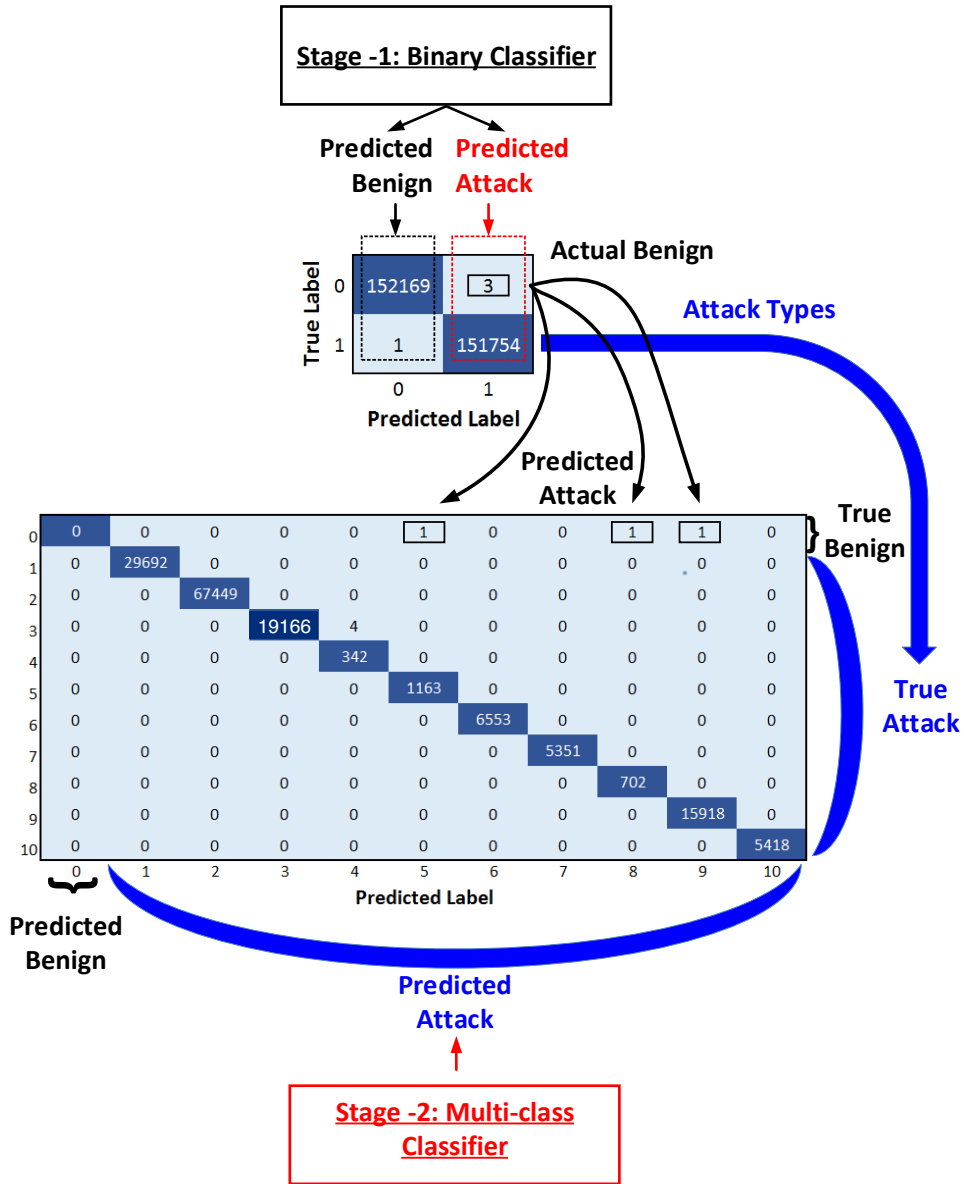 Stage -1: Binary Classifier
Predicted
Benign
Predicted
Attack
Actual Benign
Attack Types
True Label
0 152169 3
1 1 151754
0 1
Predicted Label
Predicted
Attack
0 0 0 0 0 0 1 0 0 1 1 0
1 0 29692 0 0 0 0 0 0 0 0 0
2 0 0 67449 0 0 0 0 0 0 0 0
3 0 0 0 19166 4 0 0 0 0 0 0
4 0 0 0 0 342 0 0 0 0 0 0
5 0 0 0 0 0 1163 0 0 0 0 0
6 0 0 0 0 0 0 6553 0 0 0 0
7 0 0 0 0 0 0 0 5351 0 0 0
8 0 0 0 0 0 0 0 0 702 0 0
9 0 0 0 0 0 0 0 0 0 15918 0
10 0 0 0 0 0 0 0 0 0 0 5418
0 1 2 3 4 5 6 7 8 9 10
Predicted Label
True
Benign
True
Attack
Predicted
Benign
Predicted
Attack
Stage -2: Multi-class
Classifier